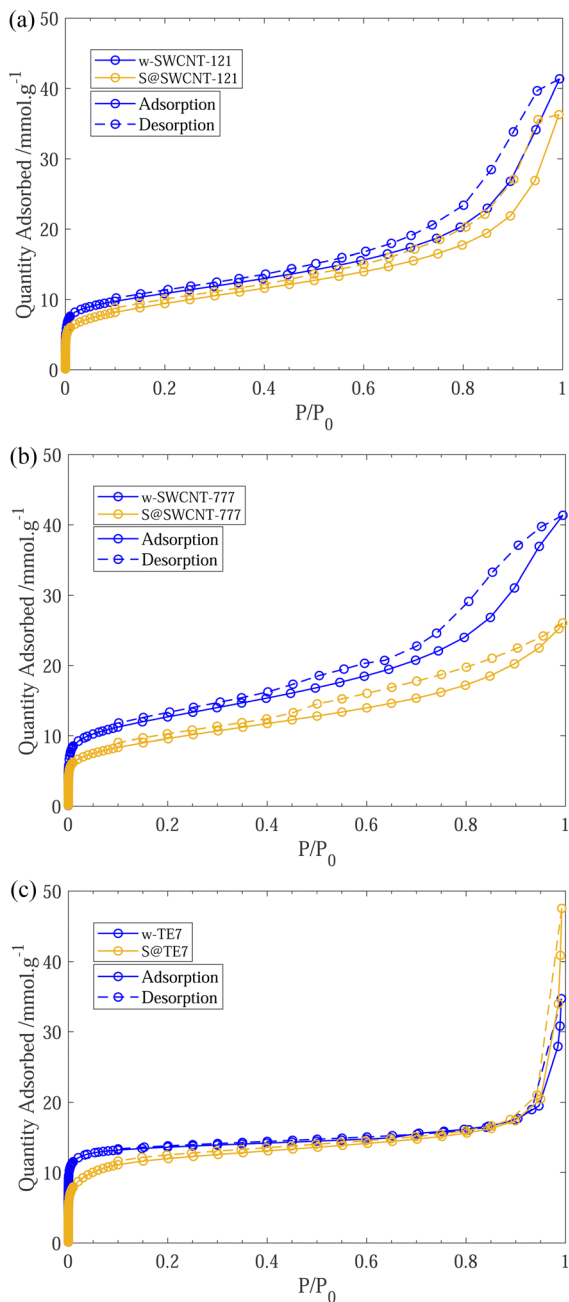 (a)
50
40
30
20
10
0
Quantity Adsorbed /mmol.g⁻¹
w-SWCNT-121
S@SWCNT-121
Adsorption
Desorption
0 0.2 0.4 0.6 0.8 1
P/P₀
(b)
50
40
30
20
10
0
Quantity Adsorbed /mmol.g⁻¹
w-SWCNT-777
S@SWCNT-777
Adsorption
Desorption
0 0.2 0.4 0.6 0.8 1
P/P₀
(c)
50
40
30
20
10
0
Quantity Adsorbed /mmol.g⁻¹
w-TE7
S@TE7
Adsorption
Desorption
0 0.2 0.4 0.6 0.8 1
P/P₀